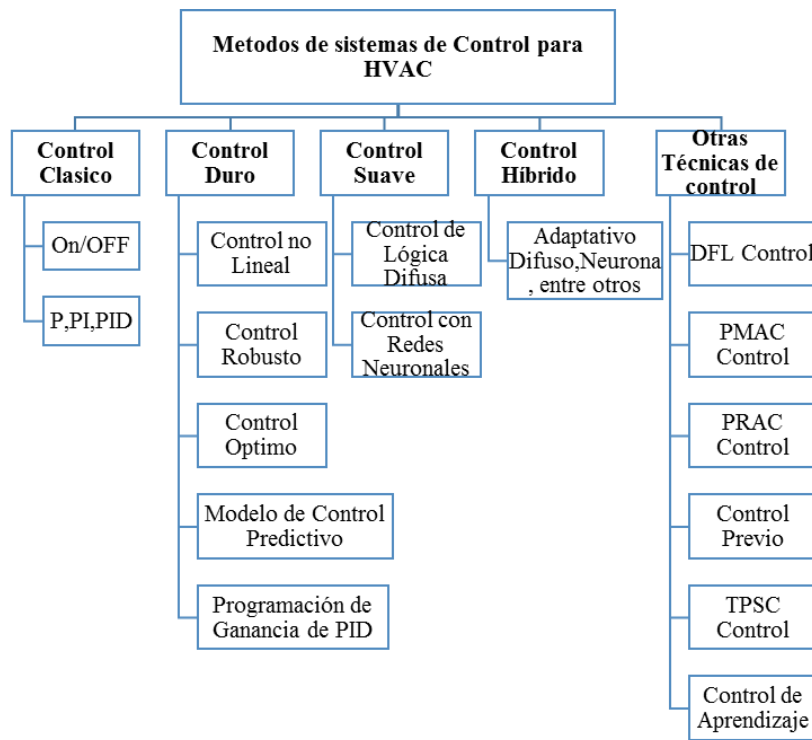 Metodos de sistemas de Control para
HVAC
Control
Clasico
On/OFF
P,PI,PID
Control
Duro
Control no
Lineal
Control
Robusto
Control
Optimo
Modelo de Control
Predictivo
Programación de
Ganancia de PID
Control
Suave
Control de
Lógica
Difusa
Control con
Redes
Neuronales
Control
Híbrido
Adaptativo
Difuso,Neurona
, entre otros
Otras
Técnicas de
control
DFL Control
PMAC
Control
PRAC
Control
Control
Previo
TPSC
Control
Control de
Aprendizaje